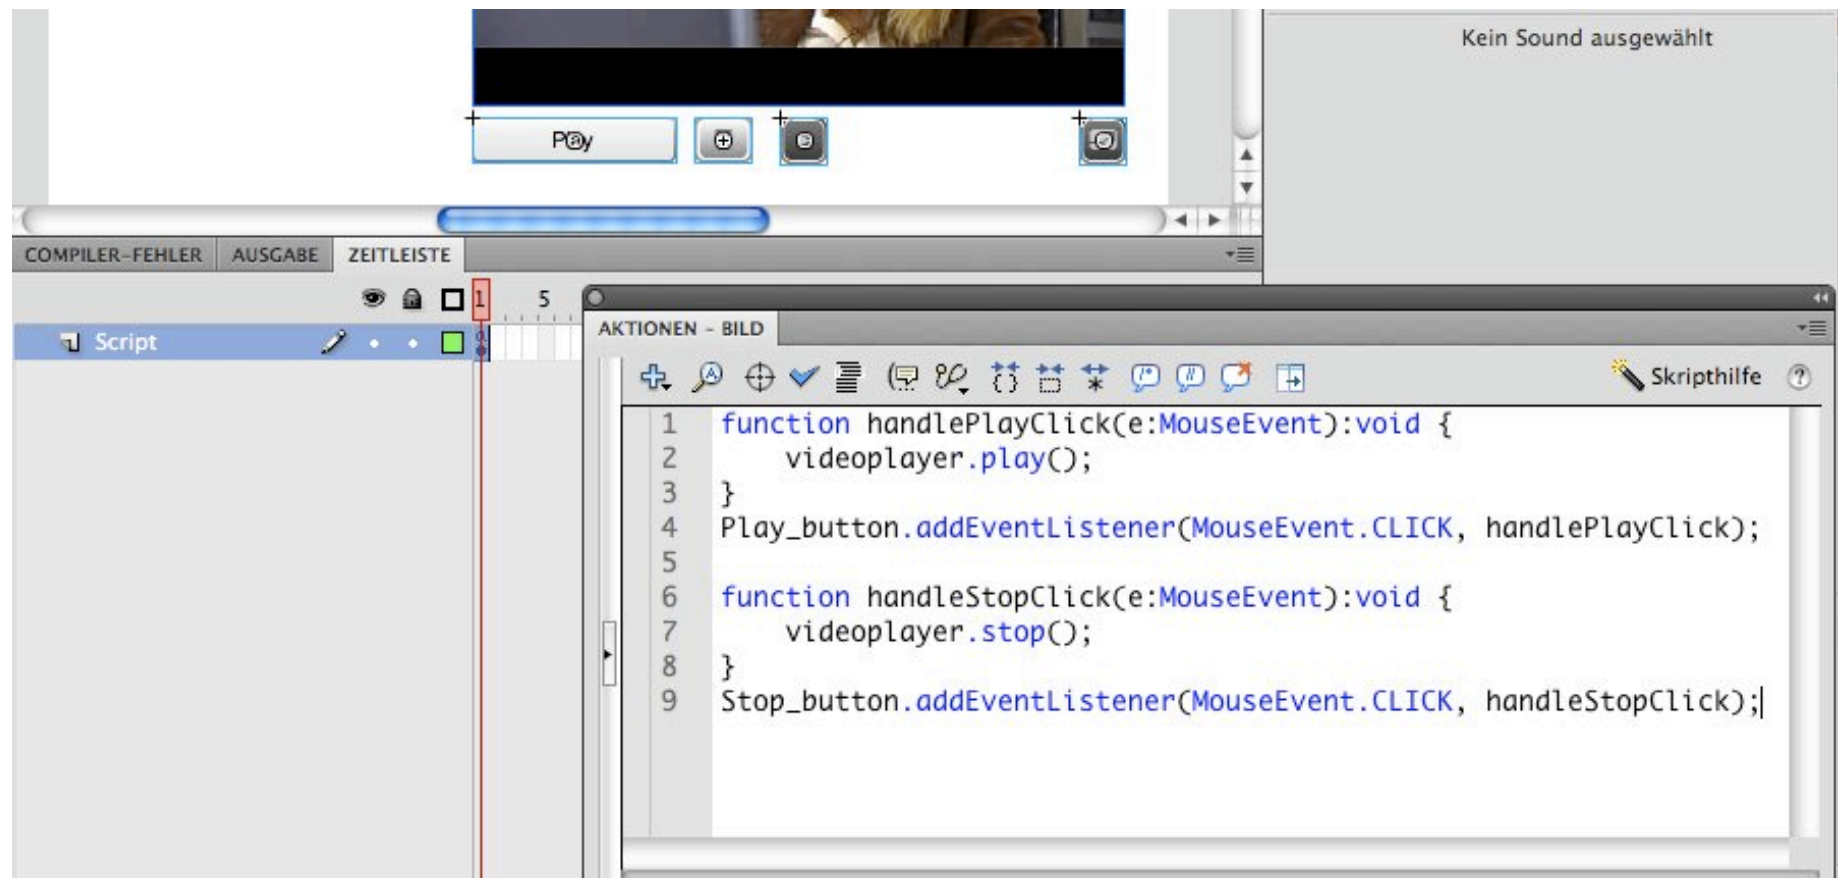 Kein Sound ausgewählt
Play
COMPILER-FEHLER AUSGABE ZEITLEISTE
1 5
Script
AKTIONEN - BILD
Skripthilfe ?
1 function handlePlayClick(e:MouseEvent):void {
2 videoplayer.play();
3 }
4 Play_button.addEventListener(MouseEvent.CLICK, handlePlayClick);
5
6 function handleStopClick(e:MouseEvent):void {
7 videoplayer.stop();
8 }
9 Stop_button.addEventListener(MouseEvent.CLICK, handleStopClick);